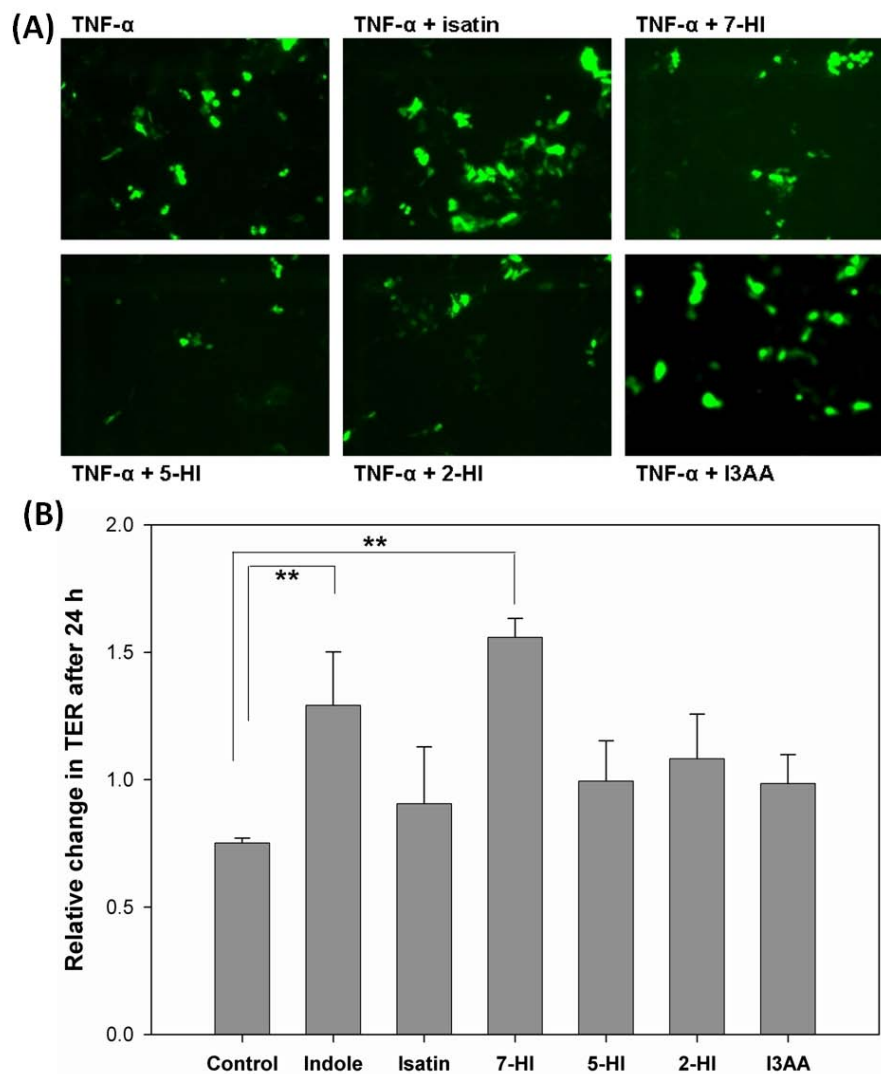 (A)
TNF-α
TNF-α + isatin
TNF-α + 7-HI
TNF-α + 5-HI
TNF-α + 2-HI
TNF-α + I3AA
(B)
Relative change in TER after 24 h
2.0
1.5
1.0
0.5
0.0
**
**
Control Indole Isatin 7-HI 5-HI 2-HI I3AA